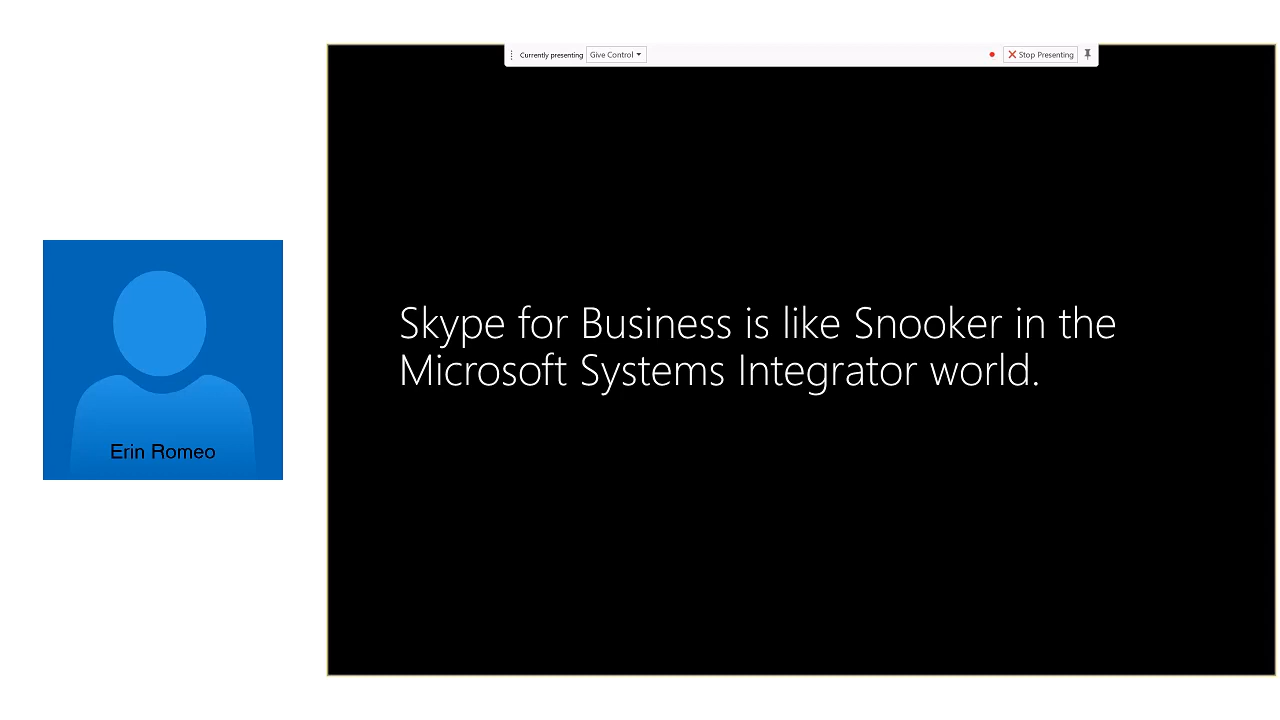 Currently presenting Give Control Stop Presenting
Skype for Business is like Snooker in the
Microsoft Systems Integrator world.
Erin Romeo